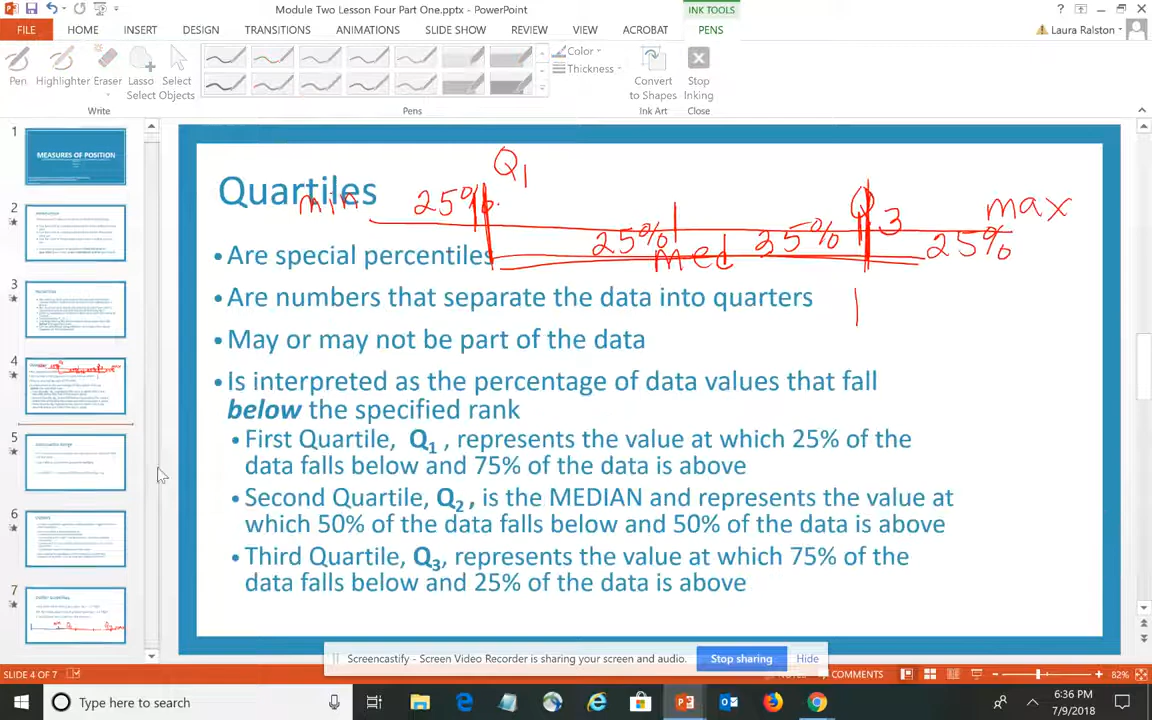 Module Two Lesson Four Part One.pptx - PowerPoint
INK TOOLS
FILE HOME INSERT DESIGN TRANSITIONS ANIMATIONS SLIDE SHOW REVIEW VIEW ACROBAT PENS
Laura Ralston
Pen Highlighter Eraser Lasso Select Select Objects
Color
Thickness
Convert to Shapes
Stop Inking
Write Pens Ink Art Close
1
MEASURES OF POSITION
2
3
4
5
6
7
Quartiles
min 25% Q1 25% med 25% Q3 25% max
• Are special percentiles
• Are numbers that separate the data into quarters
• May or may not be part of the data
• Is interpreted as the percentage of data values that fall
below the specified rank
• First Quartile, Q1 , represents the value at which 25% of the
data falls below and 75% of the data is above
• Second Quartile, Q2 , is the MEDIAN and represents the value at
which 50% of the data falls below and 50% of the data is above
• Third Quartile, Q3, represents the value at which 75% of the
data falls below and 25% of the data is above
Screencastify - Screen Video Recorder is sharing your screen and audio. Stop sharing Hide
SLIDE 4 OF 7 COMMENTS 82%
Type here to search
6:36 PM
7/9/2018